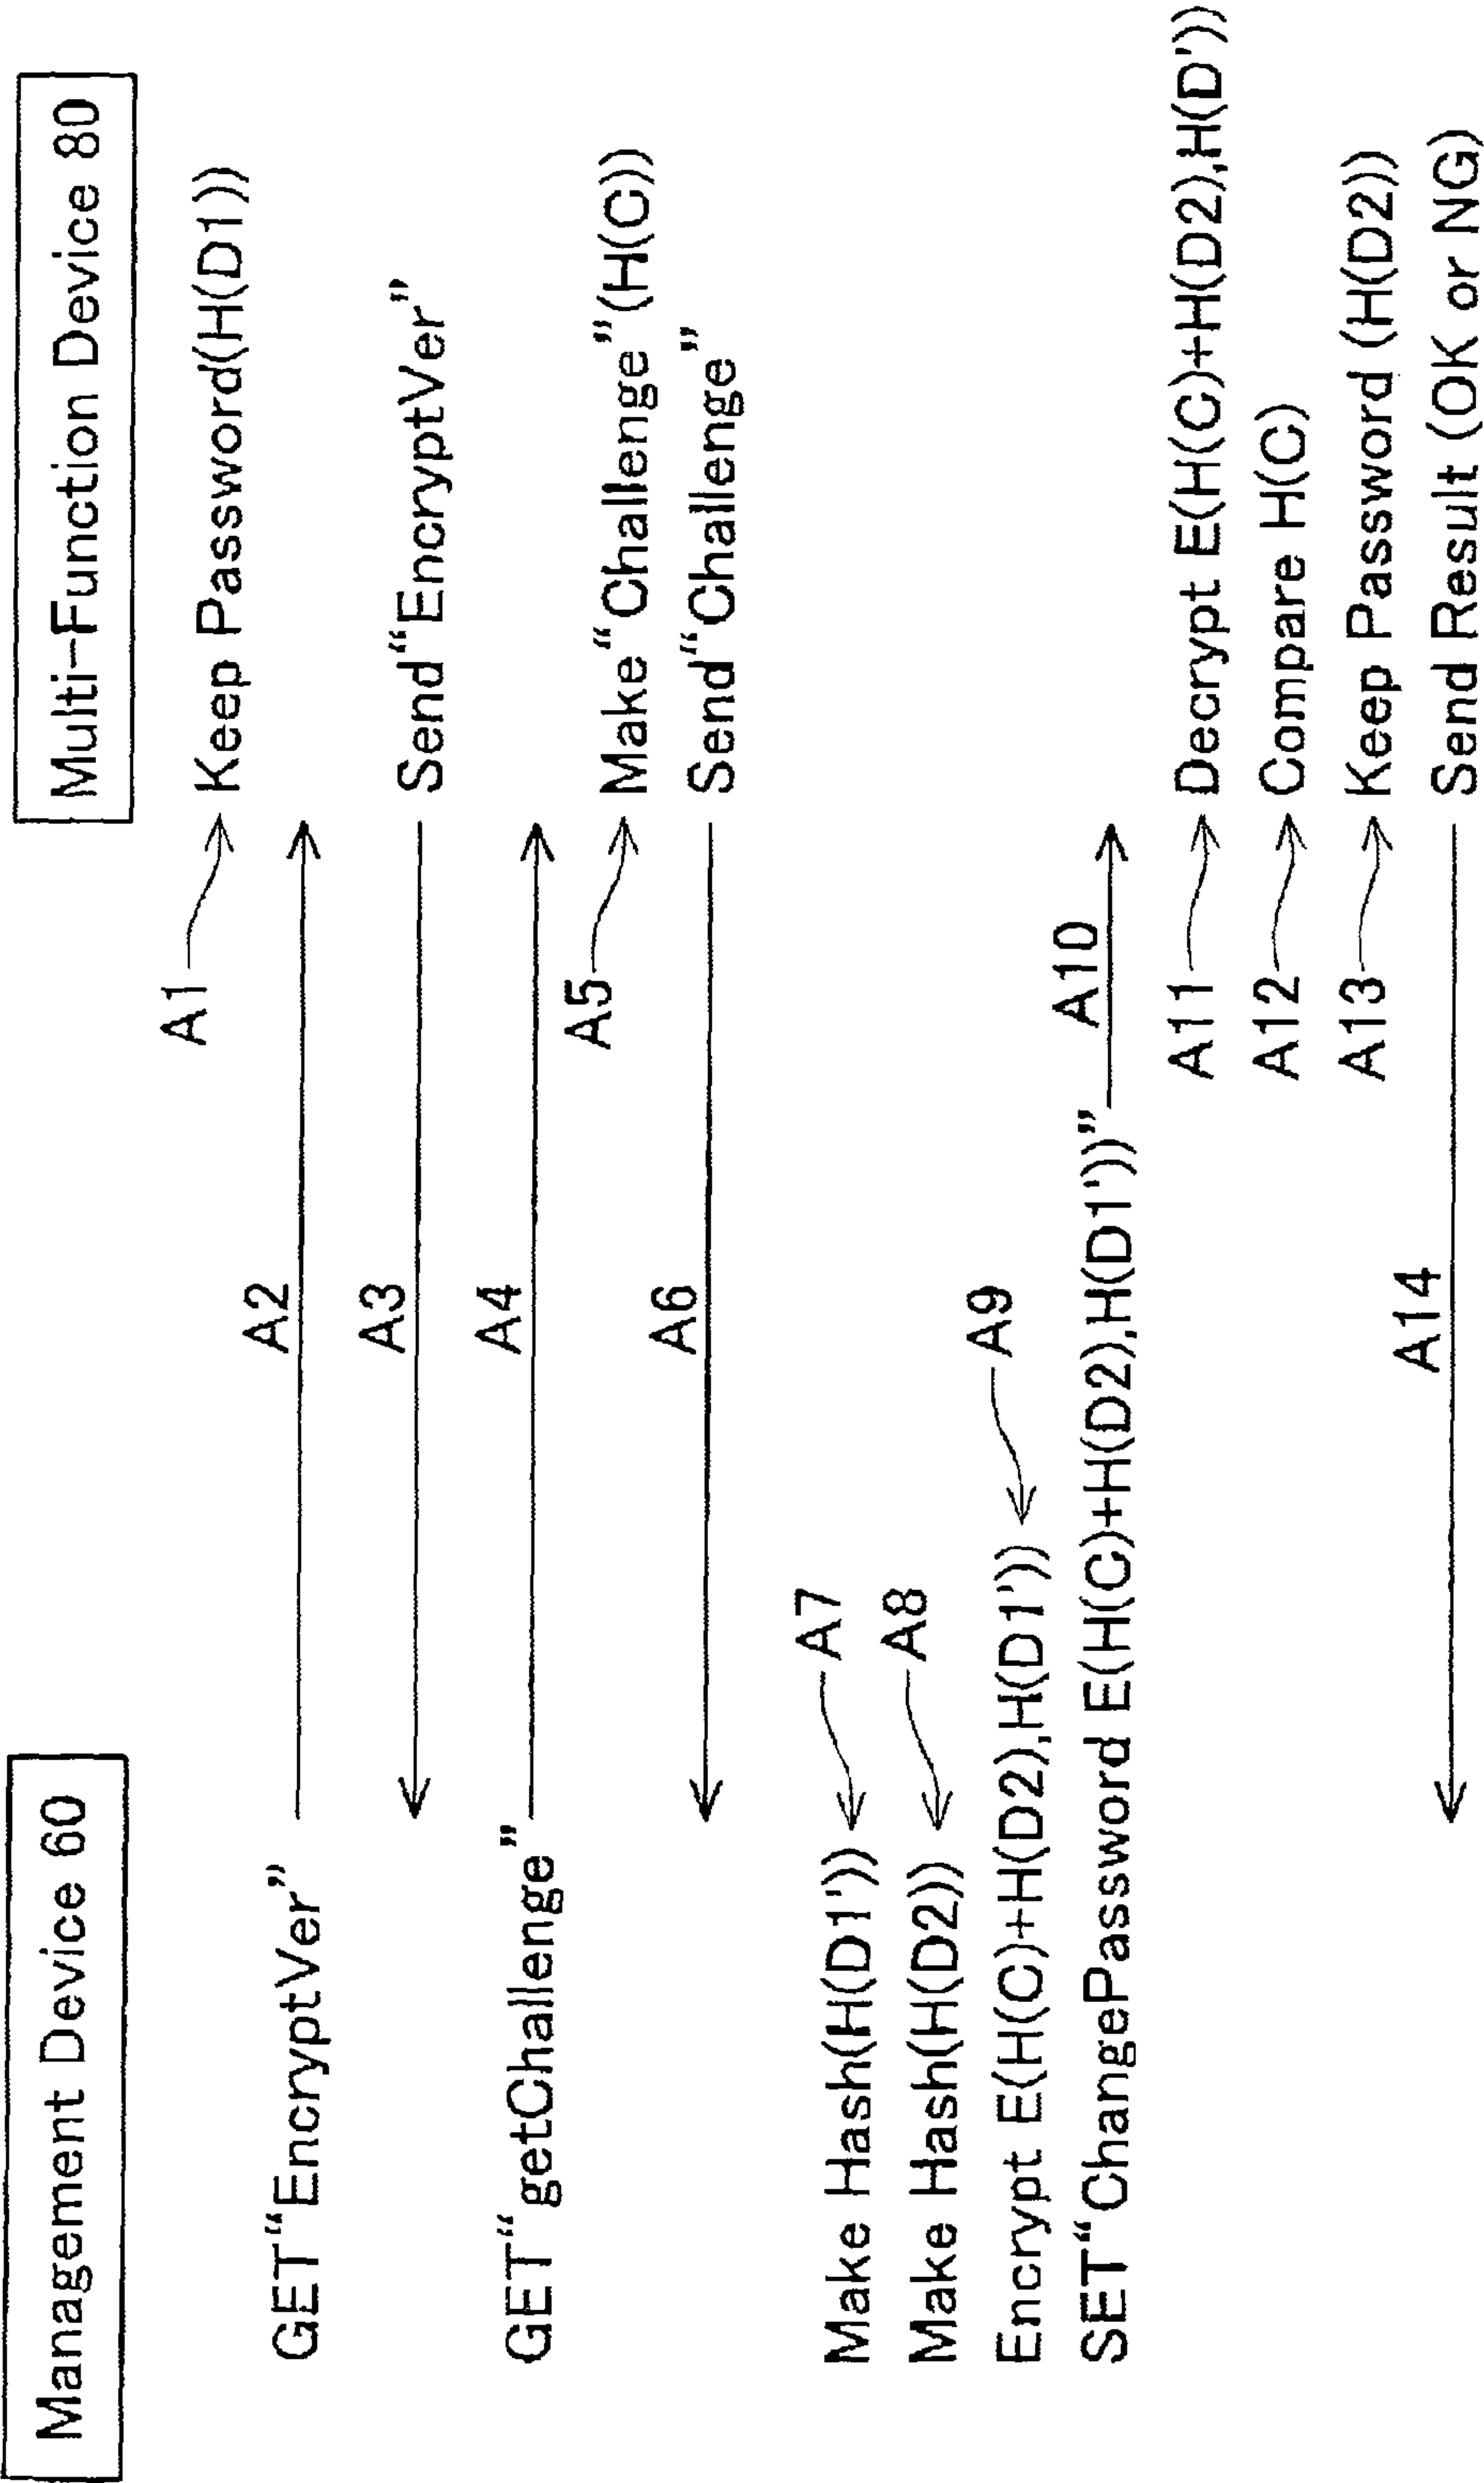 Management Device 60
Multi-Function Device 80
A1
Keep Password(H(D1))
GET“EncryptVer”
A2
A3
Send“EncryptVer”
GET“getChallenge”
A4
A5
Make“Challenge”(H(C))
A6
Send“Challenge”
Make Hash(H(D1'))
A7
Make Hash(H(D2))
A8
Encrypt E(H(C)+H(D2),H(D1'))
A9
SET“ChangePassword E(H(C)+H(D2),H(D1'))”
A10
A11
Decrypt E(H(C)+H(D2),H(D'))
A12
Compare H(C)
A13
Keep Password (H(D2))
A14
Send Result (OK or NG)